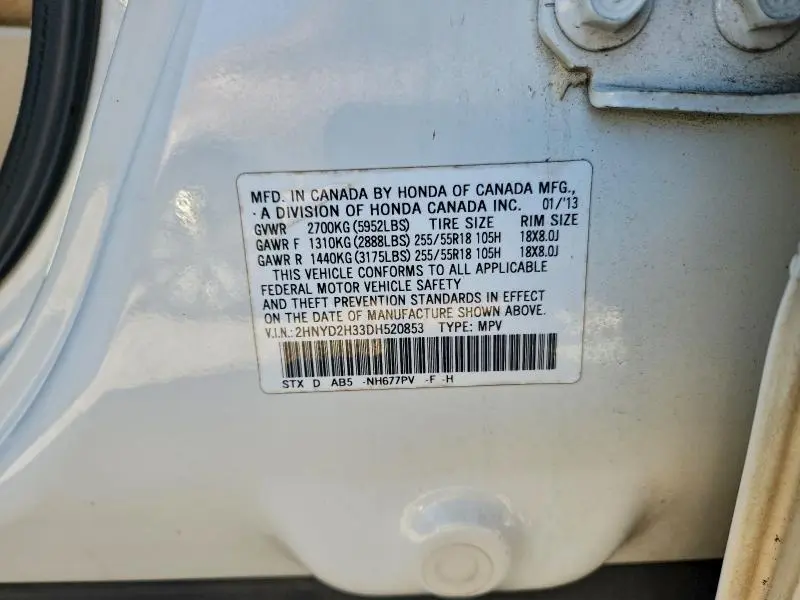 MFD. IN CANADA BY HONDA OF CANADA MFG.,
· A DIVISION OF HONDA CANADA INC. 01/'13
GVWR 2700KG (5952LBS) TIRE SIZE RIM SIZE
GAWR F 1310KG (2888LBS) 255/55R18 105H 18X8.0J
GAWR R 1440KG (3175LBS) 255/55R18 105H 18X8.0J
THIS VEHICLE CONFORMS TO ALL APPLICABLE
FEDERAL MOTOR VEHICLE SAFETY
AND THEFT PREVENTION STANDARDS IN EFFECT
ON THE DATE OF MANUFACTURE SHOWN ABOVE.
V.I.N.:2HNYD2H33DH520853 TYPE: MPV
STX D AB5 -NH677PV -F -H